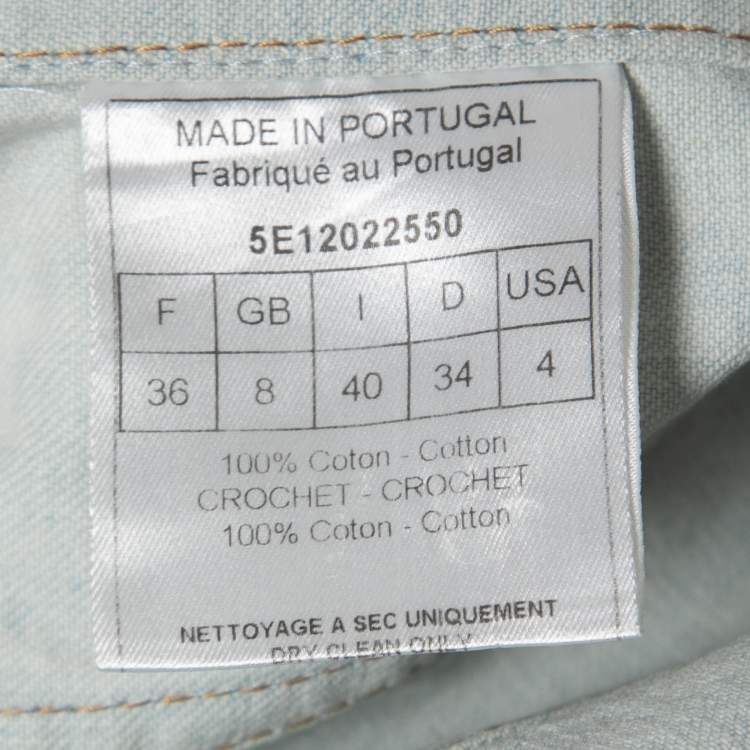 MADE IN PORTUGAL
Fabriqué au Portugal
5E12022550
F GB I D USA
36 8 40 34 4
100% Coton - Cotton
CROCHET - CROCHET
100% Coton - Cotton
NETTOYAGE A SEC UNIQUEMENT
DRY CLEAN ONLY